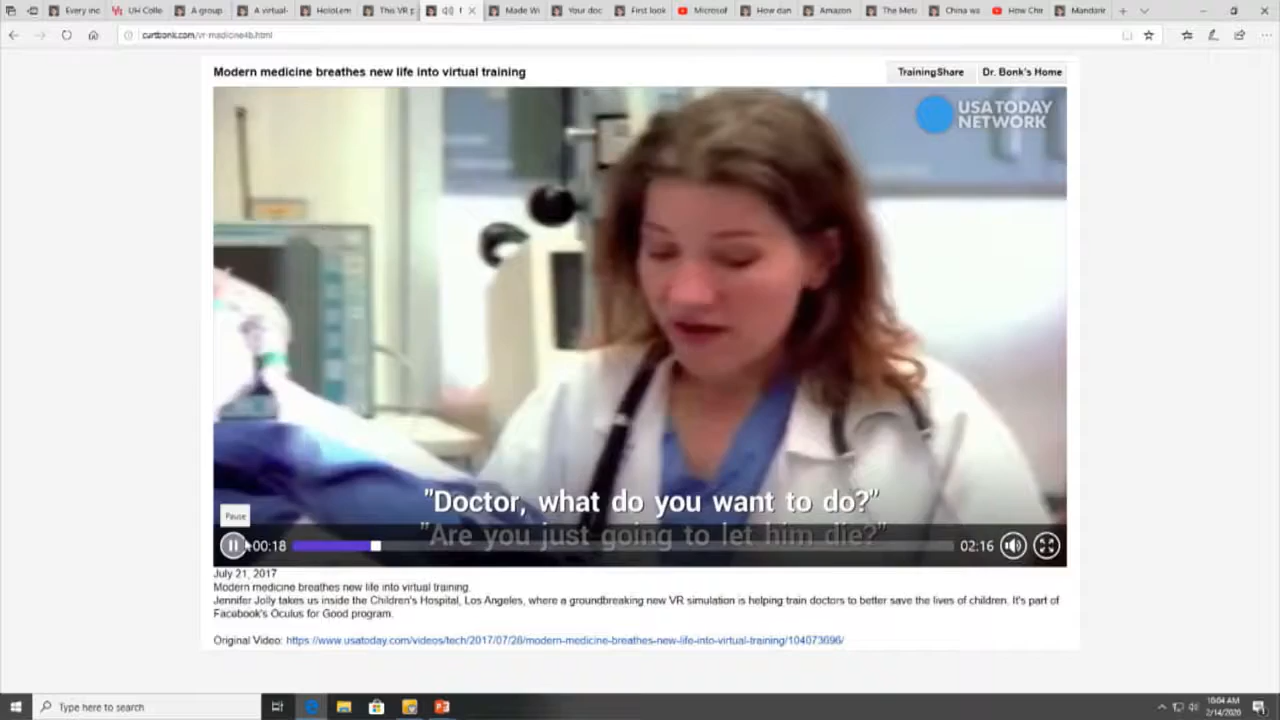 Every inc
UH Colle
A group
A virtual-
HoloLem
This VR p
Made Wi
Your doc
First look
Microsof
How can
Amazon
The Meta
China wa
How Chir
Mandarin
curtbonk.com/vr-medicine4b.html
Modern medicine breathes new life into virtual training
TrainingShare
Dr. Bonk's Home
USA TODAY
NETWORK
"Doctor, what do you want to do?"
"Are you just going to let him die?"
Pause
00:18
02:16
July 21, 2017
Modern medicine breathes new life into virtual training.
Jennifer Jolly takes us inside the Children's Hospital, Los Angeles, where a groundbreaking new VR simulation is helping train doctors to better save the lives of children. It's part of
Facebook's Oculus for Good program.
Original Video: https://www.usatoday.com/videos/tech/2017/07/26/modern-medicine-breathes-new-life-into-virtual-training/104073696/
Type here to search
10:04 AM
2/14/2020